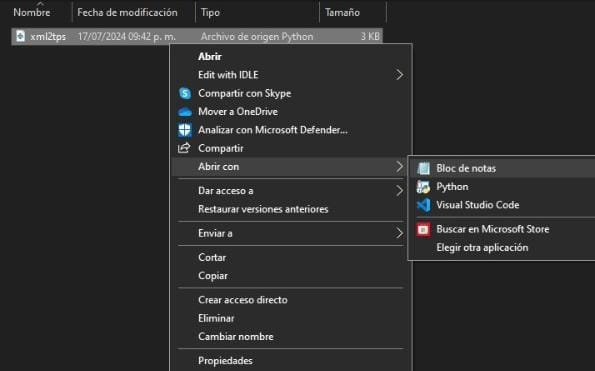 Nombre Fecha de modificación Tipo Tamaño
xml2tps 17/07/2024 09:42 p. m. Archivo de origen Python 3 KB
Abrir
Edit with IDLE
Compartir con Skype
Mover a OneDrive
Analizar con Microsoft Defender...
Compartir
Abrir con
Bloc de notas
Python
Visual Studio Code
Buscar en Microsoft Store
Elegir otra aplicación
Dar acceso a
Restaurar versiones anteriores
Enviar a
Cortar
Copiar
Crear acceso directo
Eliminar
Cambiar nombre
Propiedades